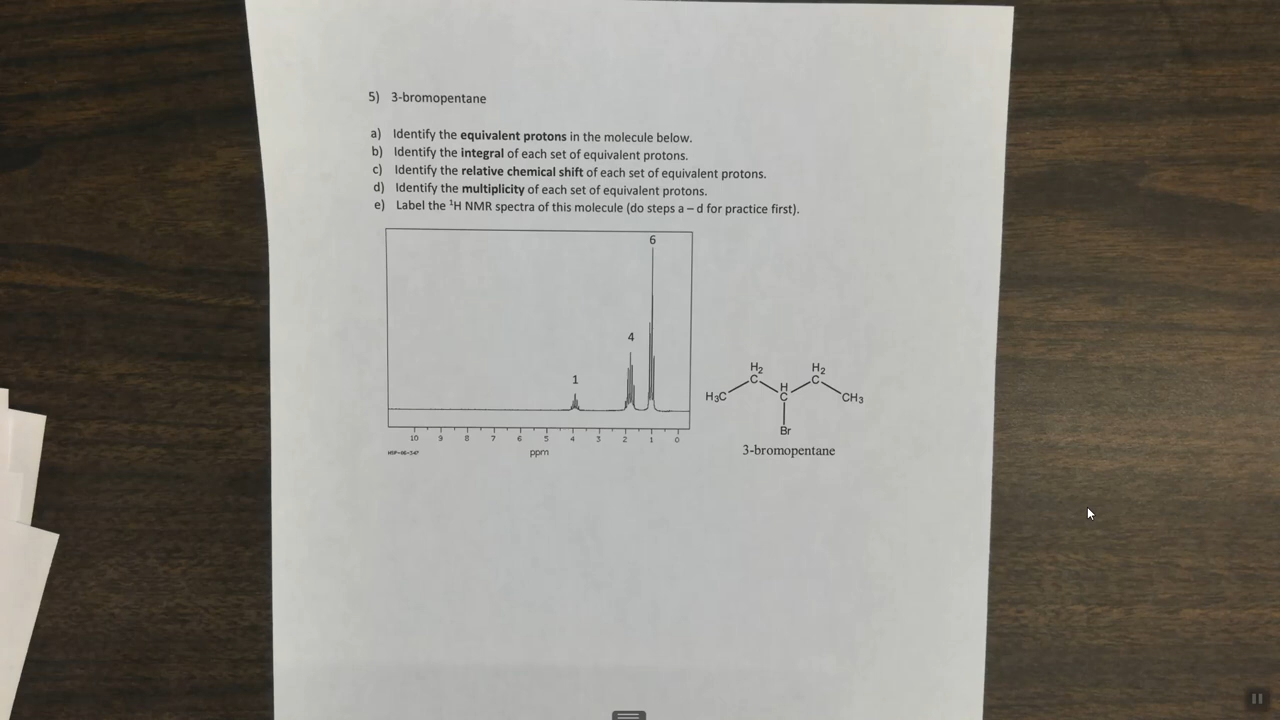 5) 3-bromopentane
a) Identify the equivalent protons in the molecule below.
b) Identify the integral of each set of equivalent protons.
c) Identify the relative chemical shift of each set of equivalent protons.
d) Identify the multiplicity of each set of equivalent protons.
e) Label the ¹H NMR spectra of this molecule (do steps a – d for practice first).
6
4
1
10 9 8 7 6 5 4 3 2 1 0
ppm
H₂ H₂
C C
H
H₃C C CH₃
Br
3-bromopentane